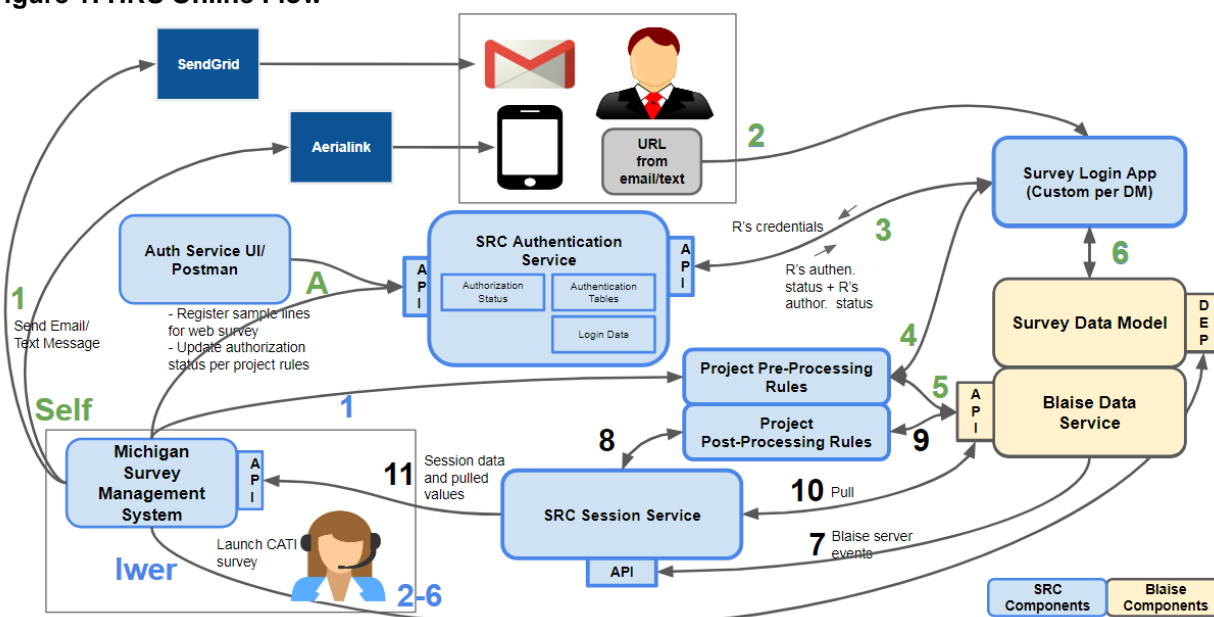 Figure 1: HRS Online Flow
SendGrid
Aerialink
URL
from
email/text
2
Survey Login App
(Custom per DM)
Auth Service UI/
Postman
A
P
I
SRC Authentication
Service
Authorization
Status
Authentication
Tables
Login Data
A
P
I
R's credentials
3
R's authen.
status + R's
author. status
6
A
- Register sample lines
for web survey
- Update authorization
status per project rules
1
Send Email/
Text Message
4
Survey Data Model
D
E
P
Project Pre-Processing
Rules
5
A
P
I
Blaise Data
Service
1
Self
Project
Post-Processing Rules
9
8
Michigan
Survey
Management
System
A
P
I
11
Session data
and pulled
values
SRC Session Service
10
Pull
7
Blaise server
events
API
Launch CATI
survey
Iwer
2-6
SRC
Components
Blaise
Components